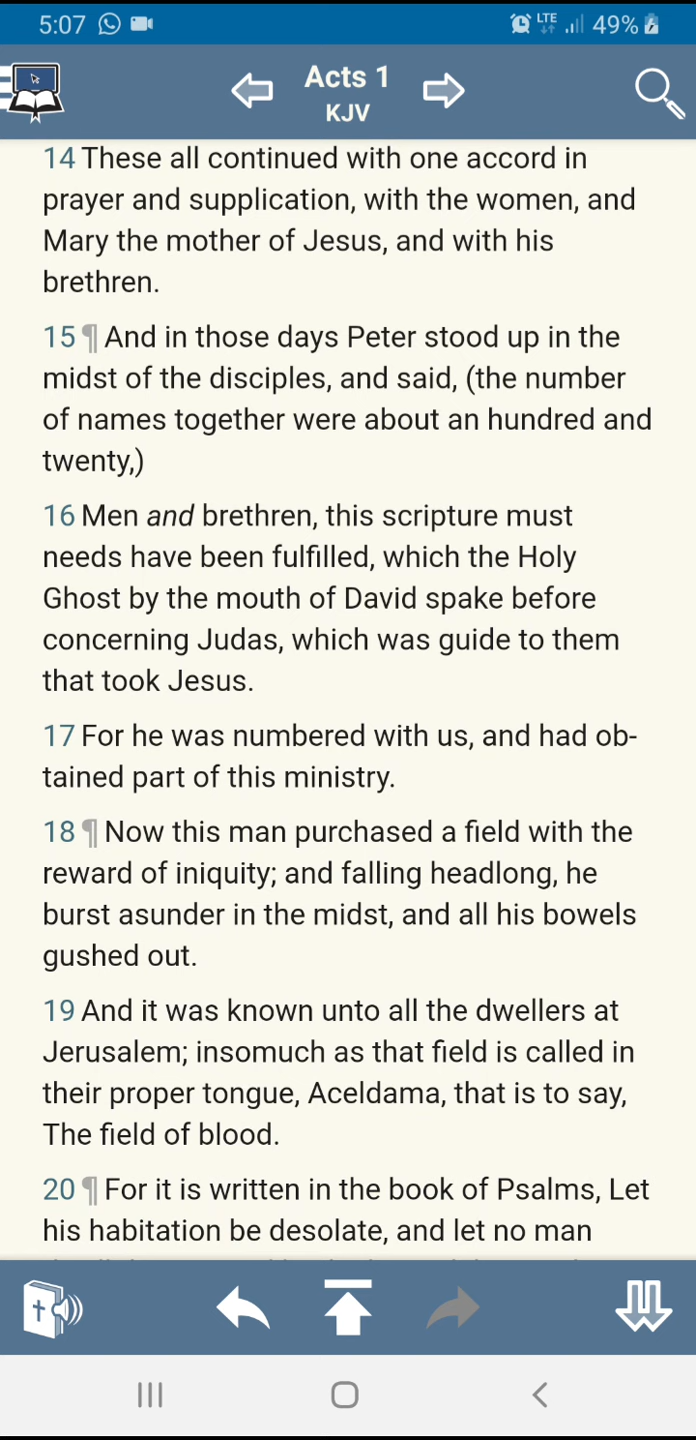 5:07 LTE 49%
Acts 1
KJV
14 These all continued with one accord in
prayer and supplication, with the women, and
Mary the mother of Jesus, and with his
brethren.
15 ¶ And in those days Peter stood up in the
midst of the disciples, and said, (the number
of names together were about an hundred and
twenty,)
16 Men and brethren, this scripture must
needs have been fulfilled, which the Holy
Ghost by the mouth of David spake before
concerning Judas, which was guide to them
that took Jesus.
17 For he was numbered with us, and had ob-
tained part of this ministry.
18 ¶ Now this man purchased a field with the
reward of iniquity; and falling headlong, he
burst asunder in the midst, and all his bowels
gushed out.
19 And it was known unto all the dwellers at
Jerusalem; insomuch as that field is called in
their proper tongue, Aceldama, that is to say,
The field of blood.
20 ¶ For it is written in the book of Psalms, Let
his habitation be desolate, and let no man